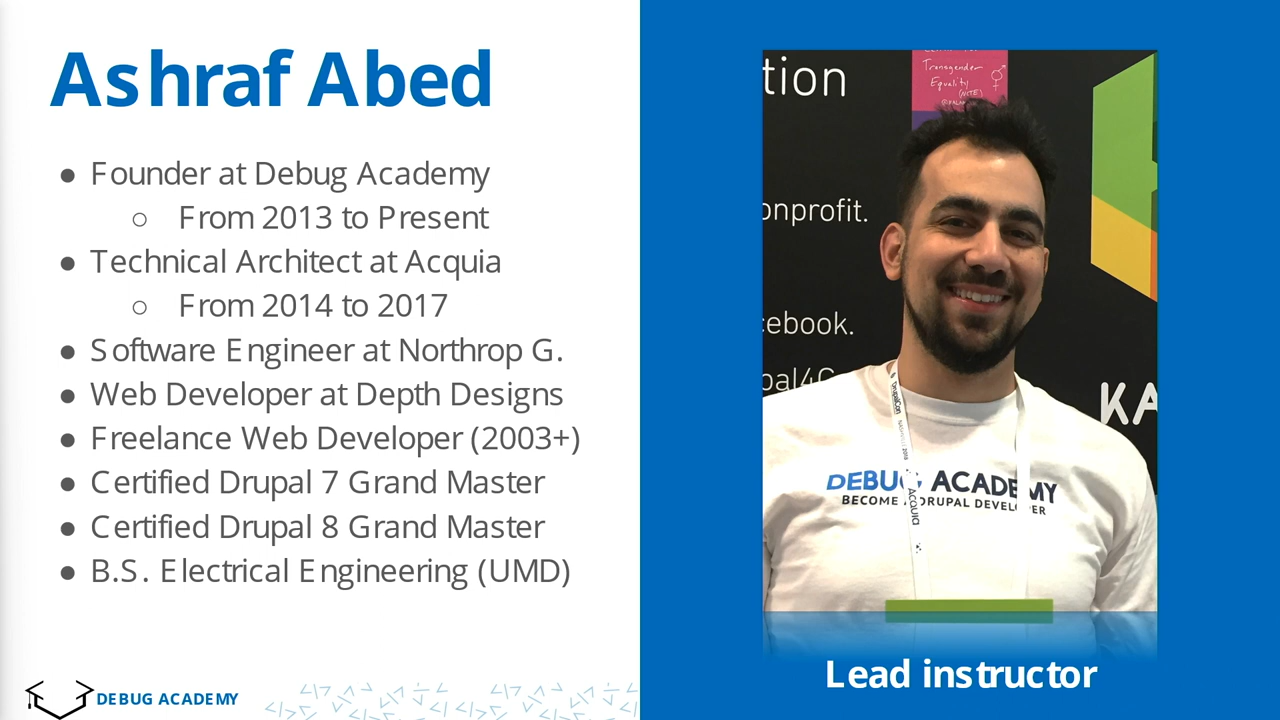 Ashraf Abed
● Founder at Debug Academy
○ From 2013 to Present
● Technical Architect at Acquia
○ From 2014 to 2017
● Software Engineer at Northrop G.
● Web Developer at Depth Designs
● Freelance Web Developer (2003+)
● Certified Drupal 7 Grand Master
● Certified Drupal 8 Grand Master
● B.S. Electrical Engineering (UMD)
DEBUG ACADEMY
tion
Transgender
Equality
(NCTE)
onprofit.
cebook.
KA
DrupalCon
Acquia
DEBUG ACADEMY
BECOME DRUPAL DEVELOPER
Lead instructor